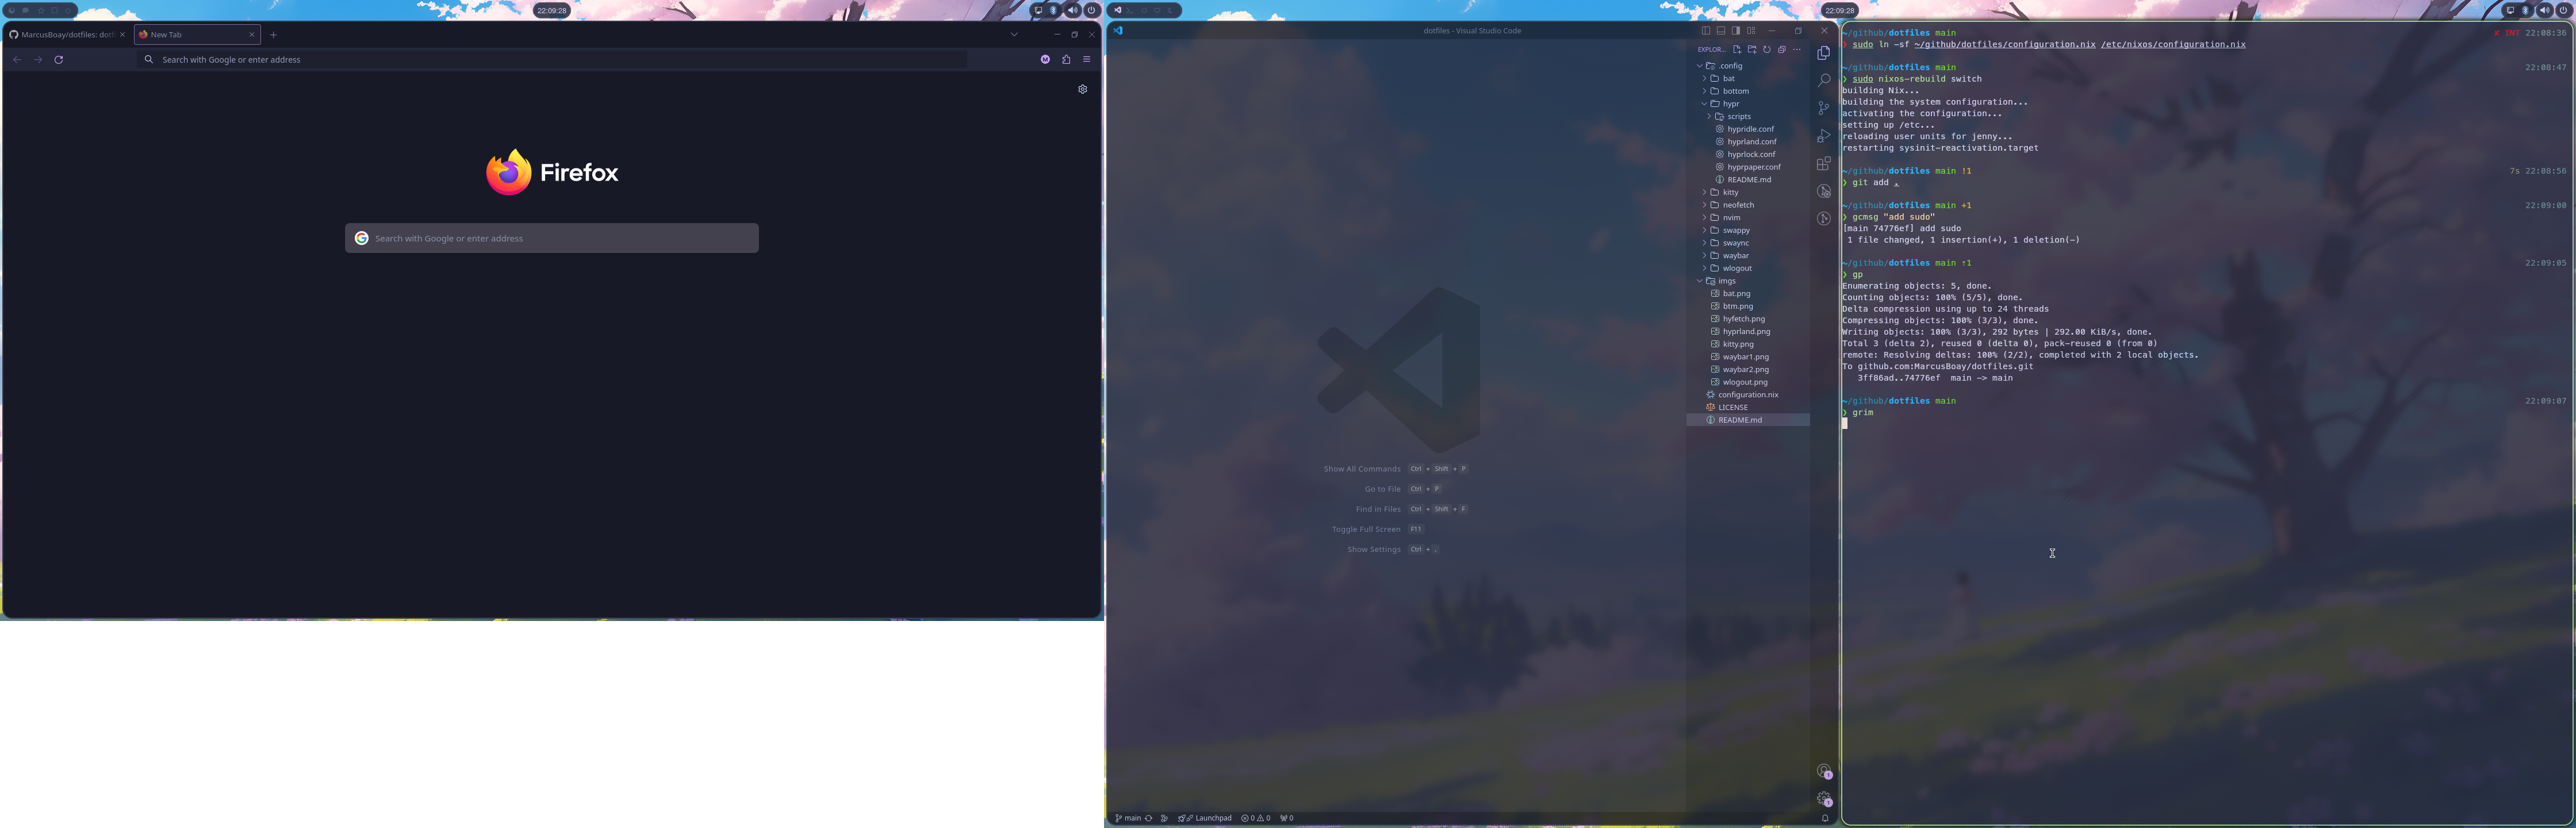 22:09:28
MarcusBoay/dotfiles: dotf
New Tab
Search with Google or enter address
M
Firefox
Search with Google or enter address
22:09:28
dotfiles - Visual Studio Code
EXPLOR...
.config
bat
bottom
hypr
scripts
hypridle.conf
hyprland.conf
hyprlock.conf
hyprpaper.conf
README.md
kitty
neofetch
nvim
swappy
swaync
waybar
wlogout
imgs
bat.png
btm.png
hyfetch.png
hyprland.png
kitty.png
waybar1.png
waybar2.png
wlogout.png
configuration.nix
LICENSE
README.md
Show All Commands Ctrl + Shift + P
Go to File Ctrl + P
Find in Files Ctrl + Shift + F
Toggle Full Screen F11
Show Settings Ctrl + ,
1
1
main Launchpad 0 0 0
~/github/dotfiles main ✘ INT 22:08:36
❯ sudo ln -sf ~/github/dotfiles/configuration.nix /etc/nixos/configuration.nix
~/github/dotfiles main 22:08:47
❯ sudo nixos-rebuild switch
building Nix...
building the system configuration...
activating the configuration...
setting up /etc...
reloading user units for jenny...
restarting sysinit-reactivation.target
~/github/dotfiles main !1 7s 22:08:56
❯ git add .
~/github/dotfiles main +1 22:09:00
❯ gcmsg "add sudo"
[main 74776ef] add sudo
1 file changed, 1 insertion(+), 1 deletion(-)
~/github/dotfiles main ⇡1 22:09:05
❯ gp
Enumerating objects: 5, done.
Counting objects: 100% (5/5), done.
Delta compression using up to 24 threads
Compressing objects: 100% (3/3), done.
Writing objects: 100% (3/3), 292 bytes | 292.00 KiB/s, done.
Total 3 (delta 2), reused 0 (delta 0), pack-reused 0 (from 0)
remote: Resolving deltas: 100% (2/2), completed with 2 local objects.
To github.com:MarcusBoay/dotfiles.git
3ff86ad..74776ef main -> main
~/github/dotfiles main 22:09:07
❯ grim